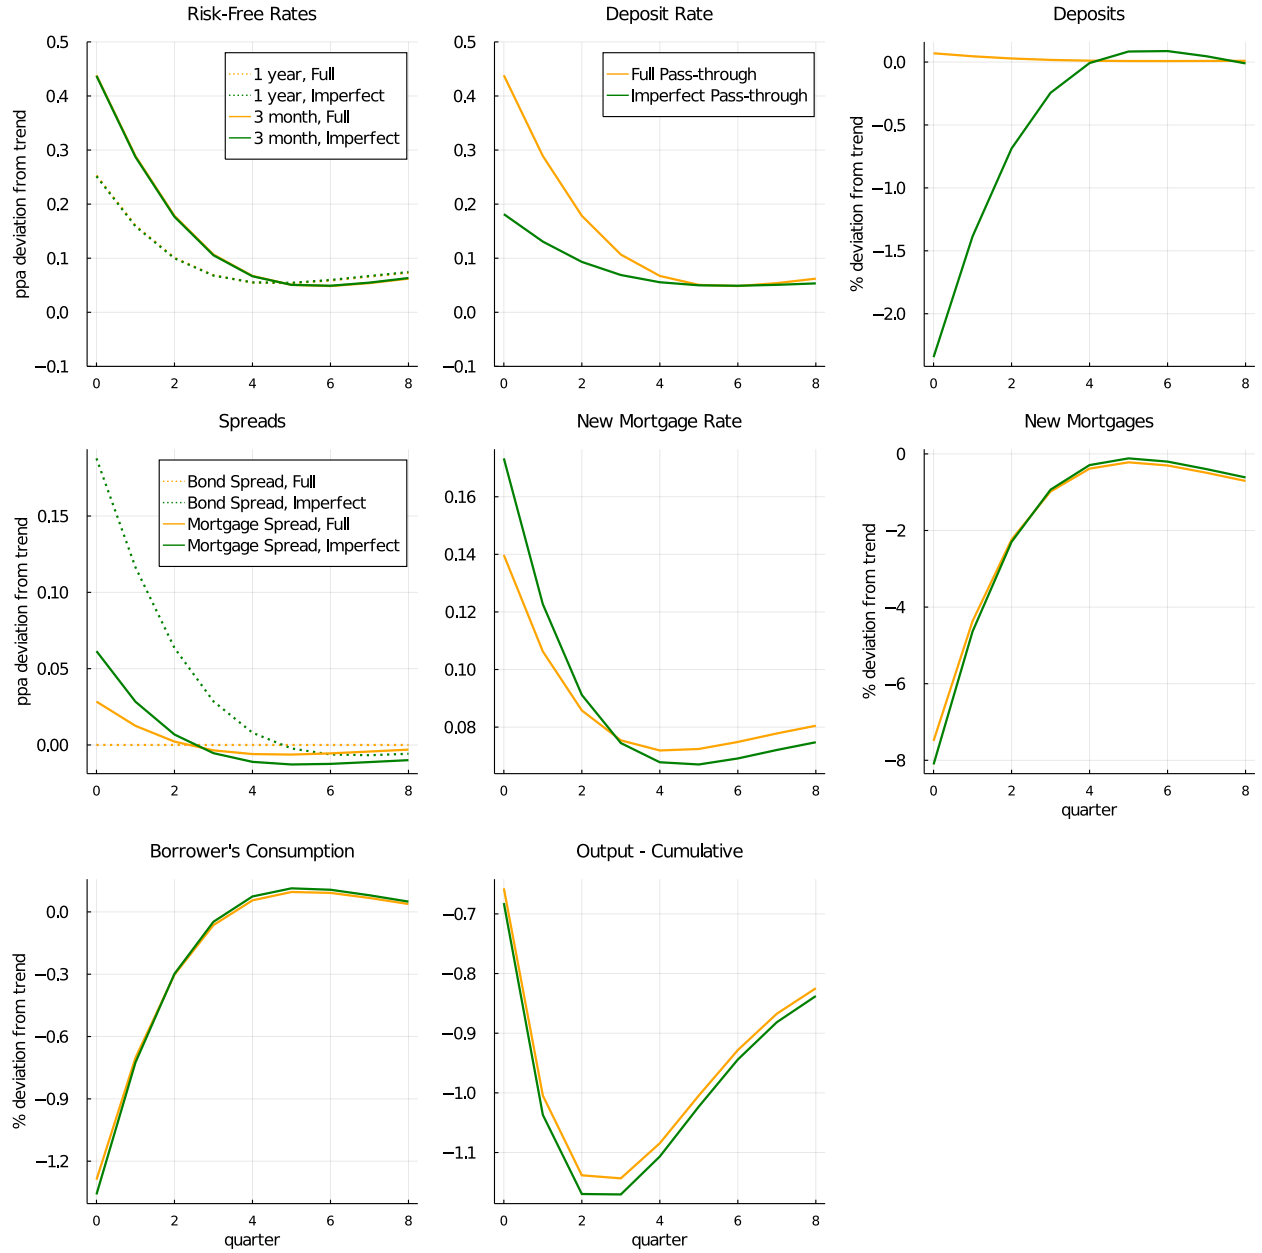 Risk-Free Rates
ppa deviation from trend
0.5
0.4
0.3
0.2
0.1
0.0
−0.1
1 year, Full
1 year, Imperfect
3 month, Full
3 month, Imperfect
0 2 4 6 8
Deposit Rate
0.5
0.4
0.3
0.2
0.1
0.0
−0.1
Full Pass-through
Imperfect Pass-through
0 2 4 6 8
Deposits
% deviation from trend
0.0
−0.5
−1.0
−1.5
−2.0
0 2 4 6 8
Spreads
ppa deviation from trend
0.15
0.10
0.05
0.00
Bond Spread, Full
Bond Spread, Imperfect
Mortgage Spread, Full
Mortgage Spread, Imperfect
0 2 4 6 8
New Mortgage Rate
0.16
0.14
0.12
0.10
0.08
0 2 4 6 8
New Mortgages
% deviation from trend
0
−2
−4
−6
−8
0 2 4 6 8
quarter
Borrower's Consumption
% deviation from trend
0.0
−0.3
−0.6
−0.9
−1.2
0 2 4 6 8
quarter
Output - Cumulative
−0.7
−0.8
−0.9
−1.0
−1.1
0 2 4 6 8
quarter